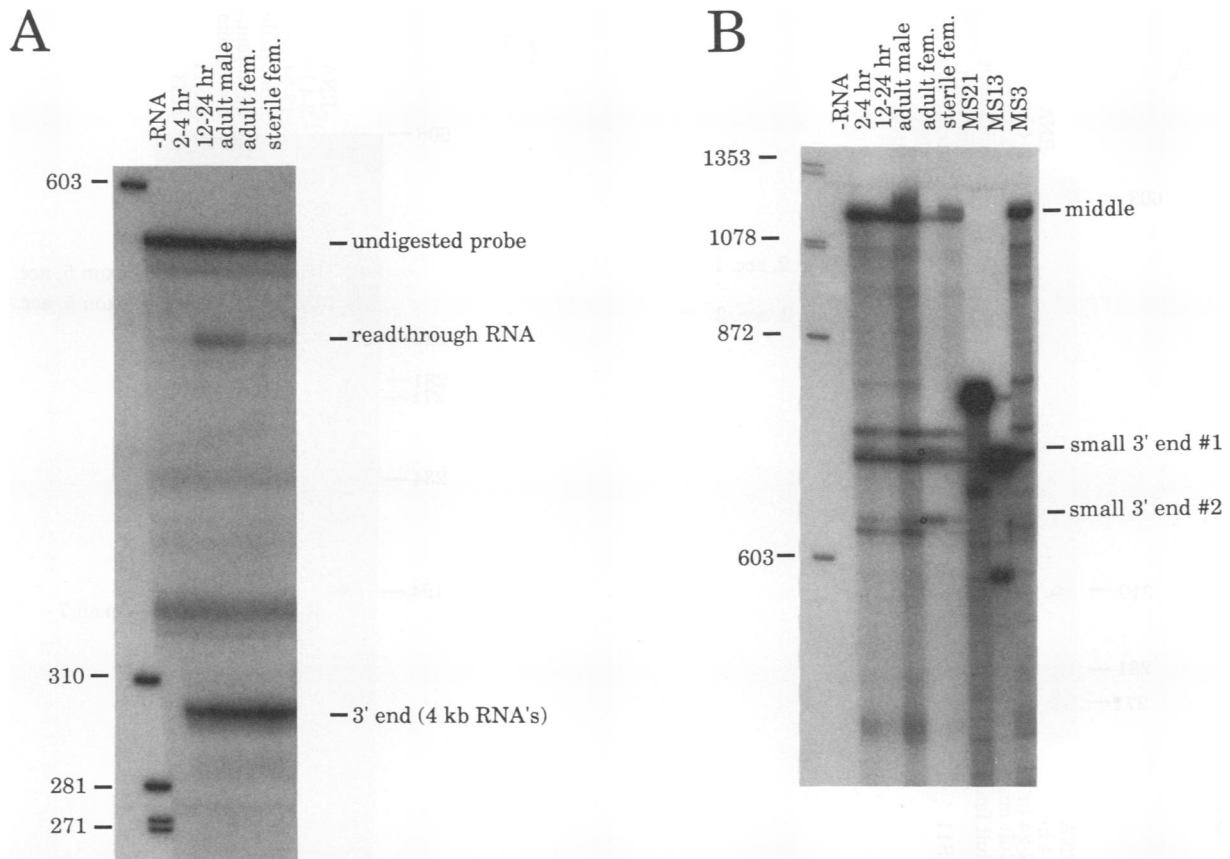 A
-RNA
2-4 hr
12-24 hr
adult male
adult fem.
sterile fem.
603
undigested probe
readthrough RNA
310
3' end (4 kb RNA's)
281
271
B
-RNA
2-4 hr
12-24 hr
adult male
adult fem.
sterile fem.
MS21
MS13
MS3
1353
middle
1078
872
small 3' end #1
small 3' end #2
603